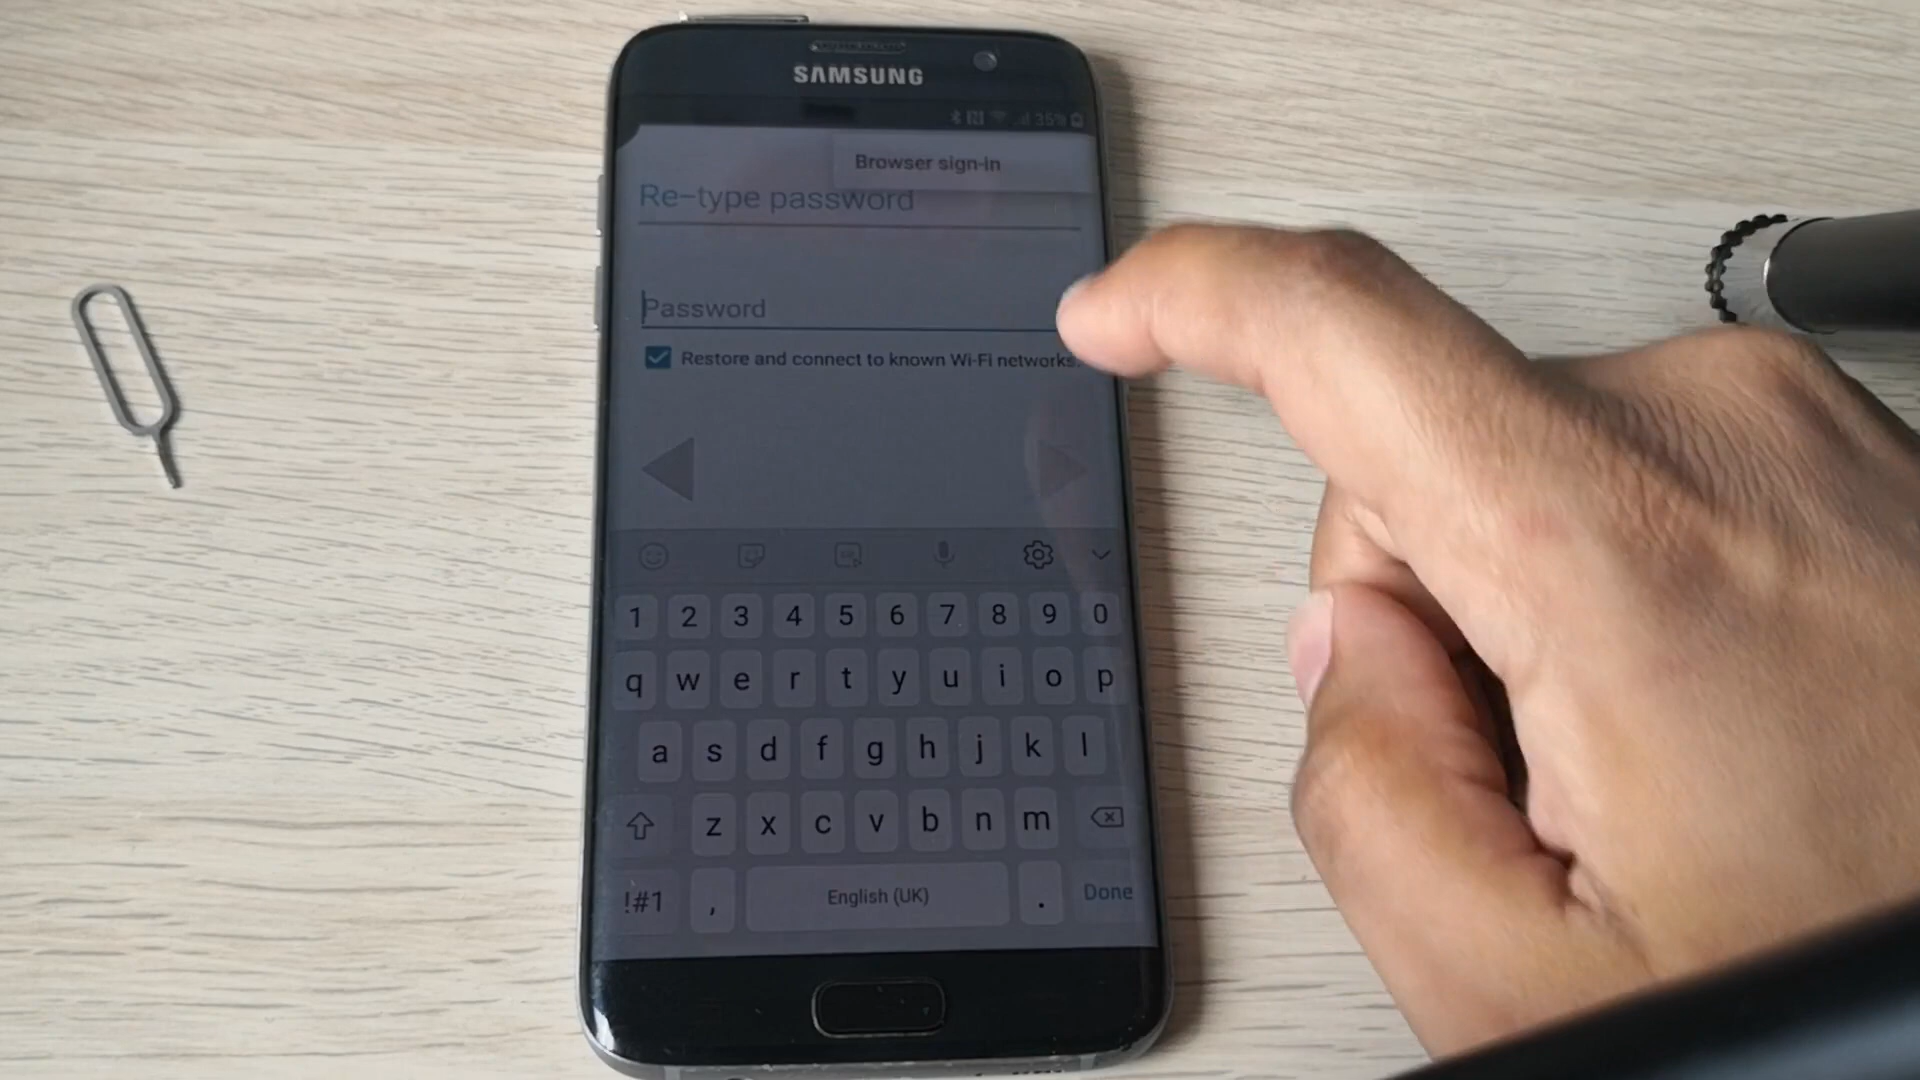 SAMSUNG
35%
Browser sign-in
Re-type password
Password
Restore and connect to known Wi-Fi networks.
1 2 3 4 5 6 7 8 9 0
q w e r t y u i o p
a s d f g h j k l
z x c v b n m
!#1 , English (UK) . Done